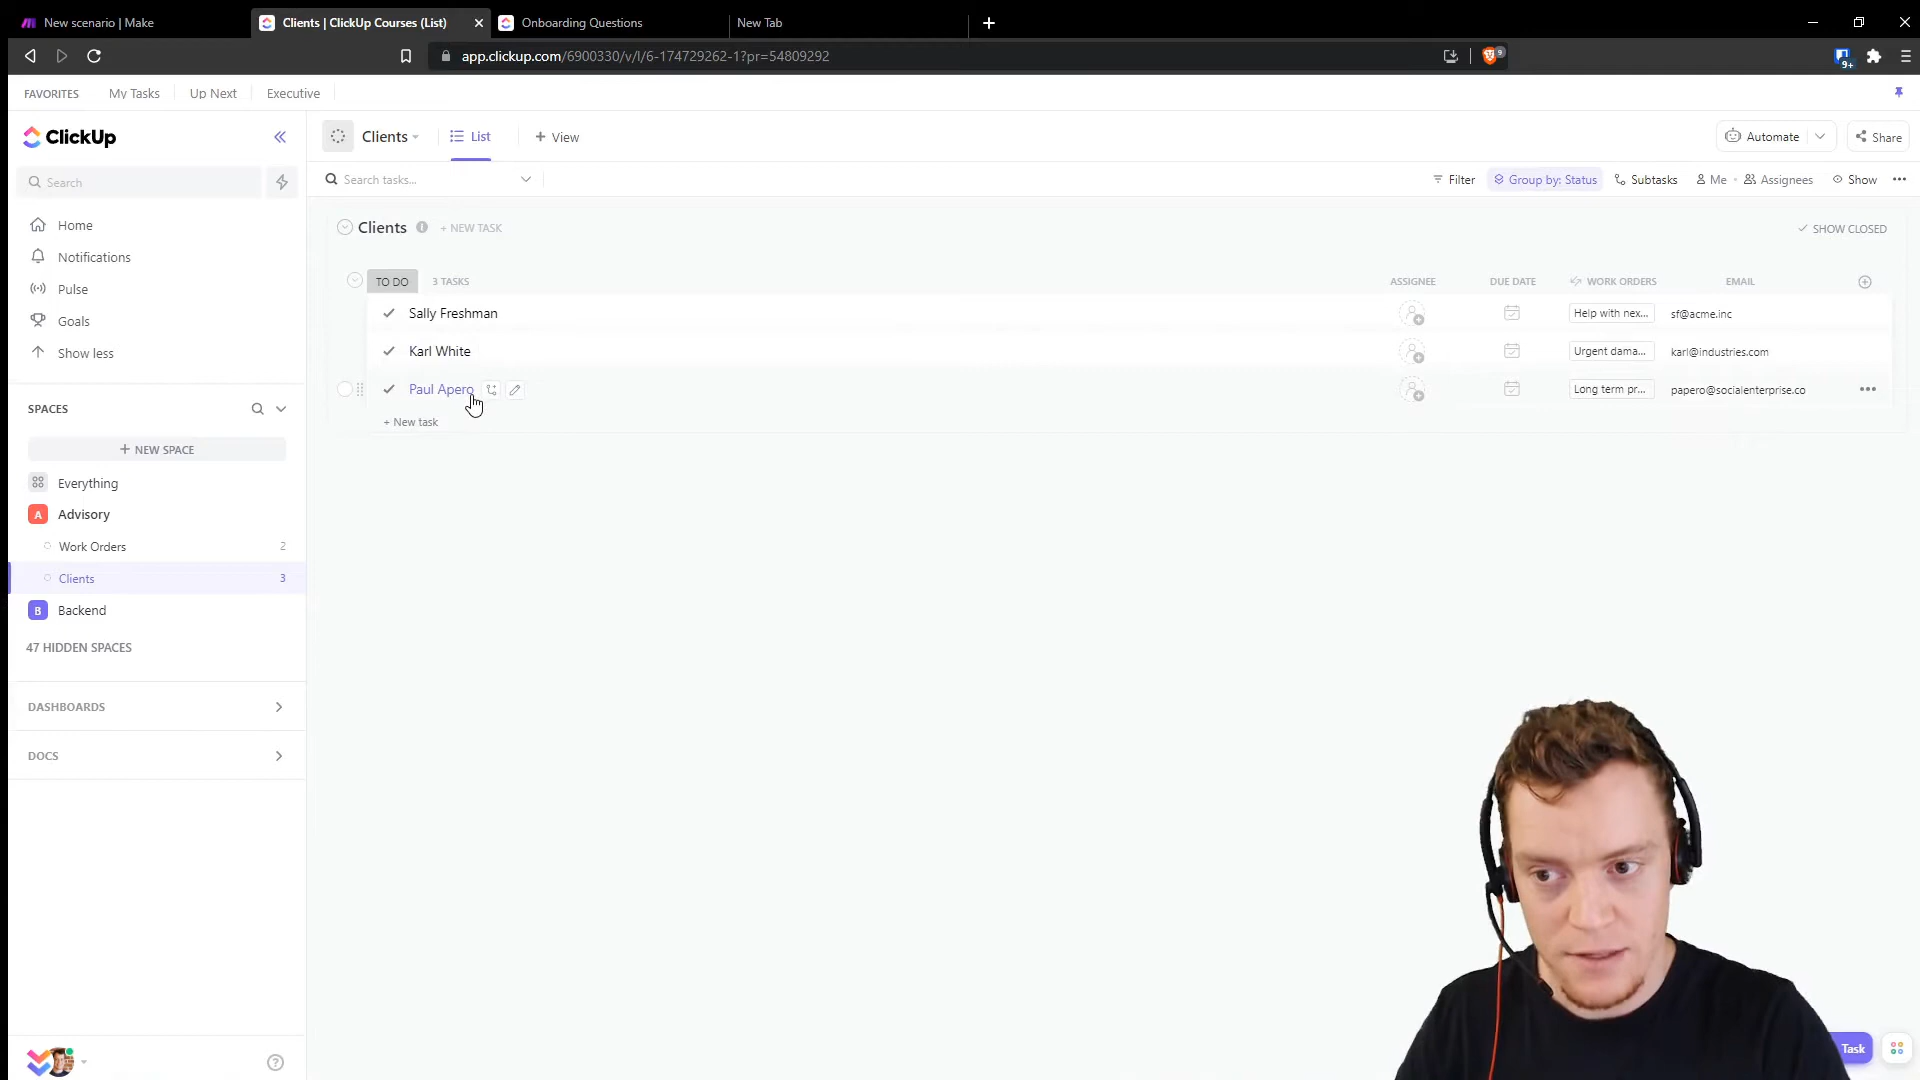 New scenario | Make
Clients | ClickUp Courses (List)
Onboarding Questions
New Tab
app.clickup.com/6900330/v/l/6-174729262-1?pr=54809292
9
9+
FAVORITES
My Tasks
Up Next
Executive
ClickUp
Clients
List
+ View
Automate
Share
Search
Search tasks...
Filter
Group by: Status
Subtasks
Me
Assignees
Show
Home
Notifications
Pulse
Goals
Show less
Clients
+ NEW TASK
SHOW CLOSED
TO DO
3 TASKS
ASSIGNEE
DUE DATE
WORK ORDERS
EMAIL
Sally Freshman
Help with nex...
sf@acme.inc
Karl White
Urgent dama...
karl@industries.com
Paul Apero
Long term pr...
papero@socialenterprise.co
+ New task
SPACES
+ NEW SPACE
Everything
A Advisory
Work Orders 2
Clients 3
B Backend
47 HIDDEN SPACES
DASHBOARDS
DOCS
Task